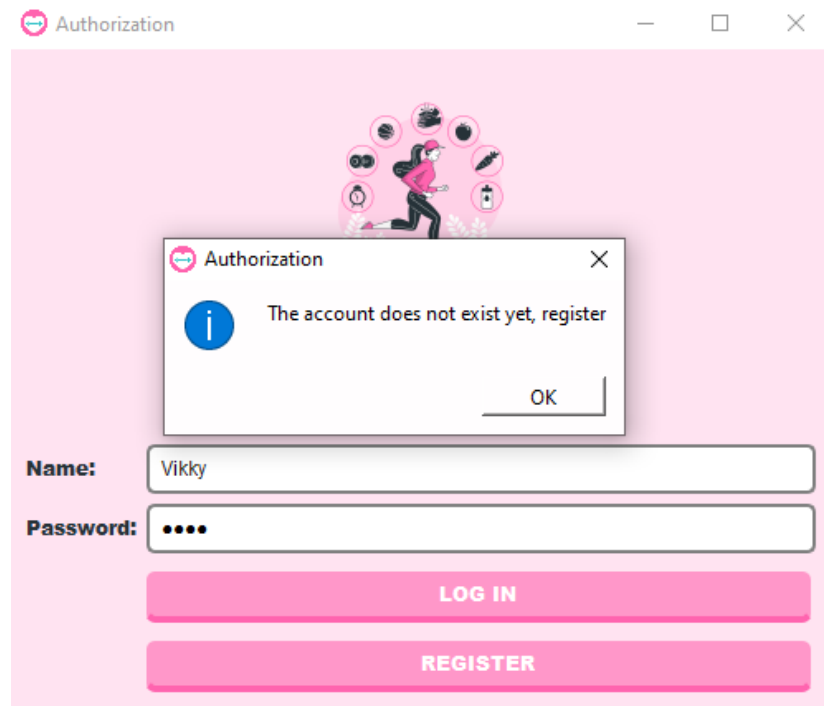 Authorization
Authorization
The account does not exist yet, register
OK
Name:
Vikky
Password:
••••
LOG IN
REGISTER